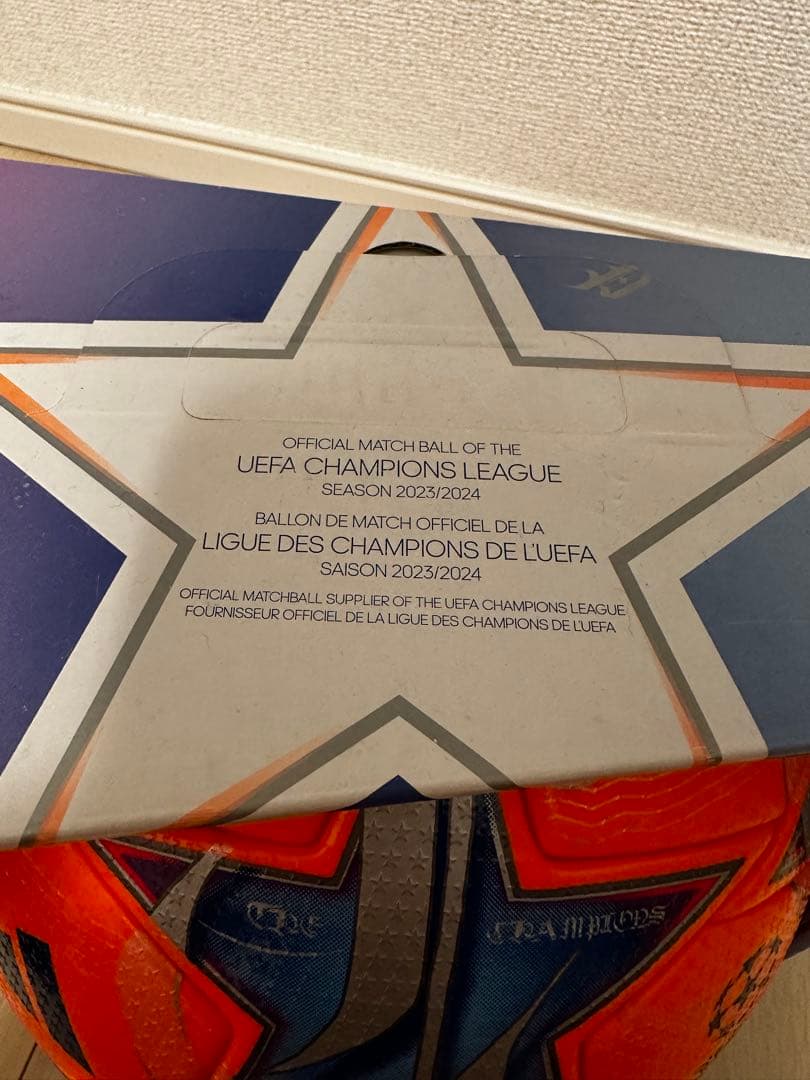 OFFICIAL MATCH BALL OF THE
UEFA CHAMPIONS LEAGUE
SEASON 2023/2024
BALLON DE MATCH OFFICIEL DE LA
LIGUE DES CHAMPIONS DE L'UEFA
SAISON 2023/2024
OFFICIAL MATCHBALL SUPPLIER OF THE UEFA CHAMPIONS LEAGUE
FOURNISSEUR OFFICIEL DE LA LIGUE DES CHAMPIONS DE L'UEFA
THE CHAMPIONS